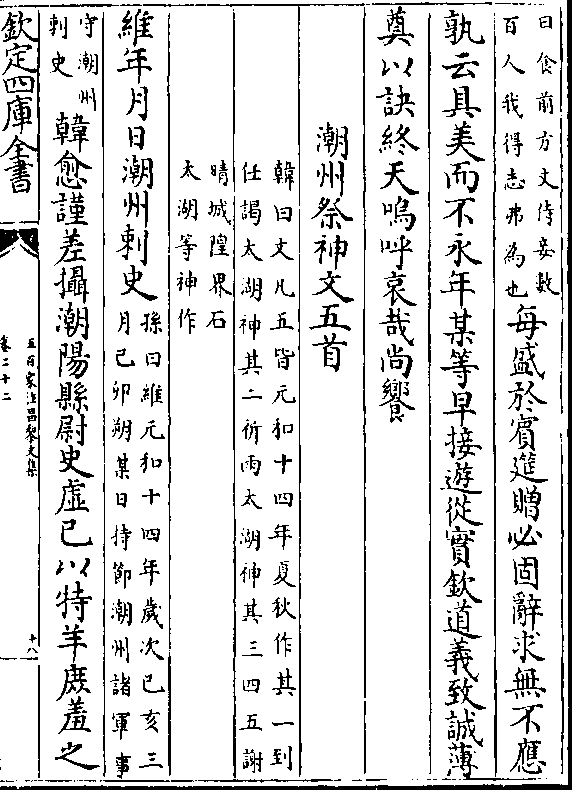 曰食前方丈侍妾數
百人我得志弗為也
每盛於賓筵贈必固辭求無不應
孰云具美而不永年某等早接遊從實欽道義致誠薄
奠以訣終天嗚呼哀哉尚饗
潮州祭神文五首
韓曰文凡五皆元和十四年夏秋作其一到
任謁太湖神其二祈雨太湖神其三四五謝
晴城隍界石
太湖等神作
維年月日潮州刺史
孫曰維元和十四年歲次己亥三
月己卯朔某日持節潮州諸軍事
守潮州
刺史
韓愈謹差攝潮陽縣尉史虛己以特羊庶羞之
欽定四庫全書
五百家注昌黎文集
卷二十二
十八